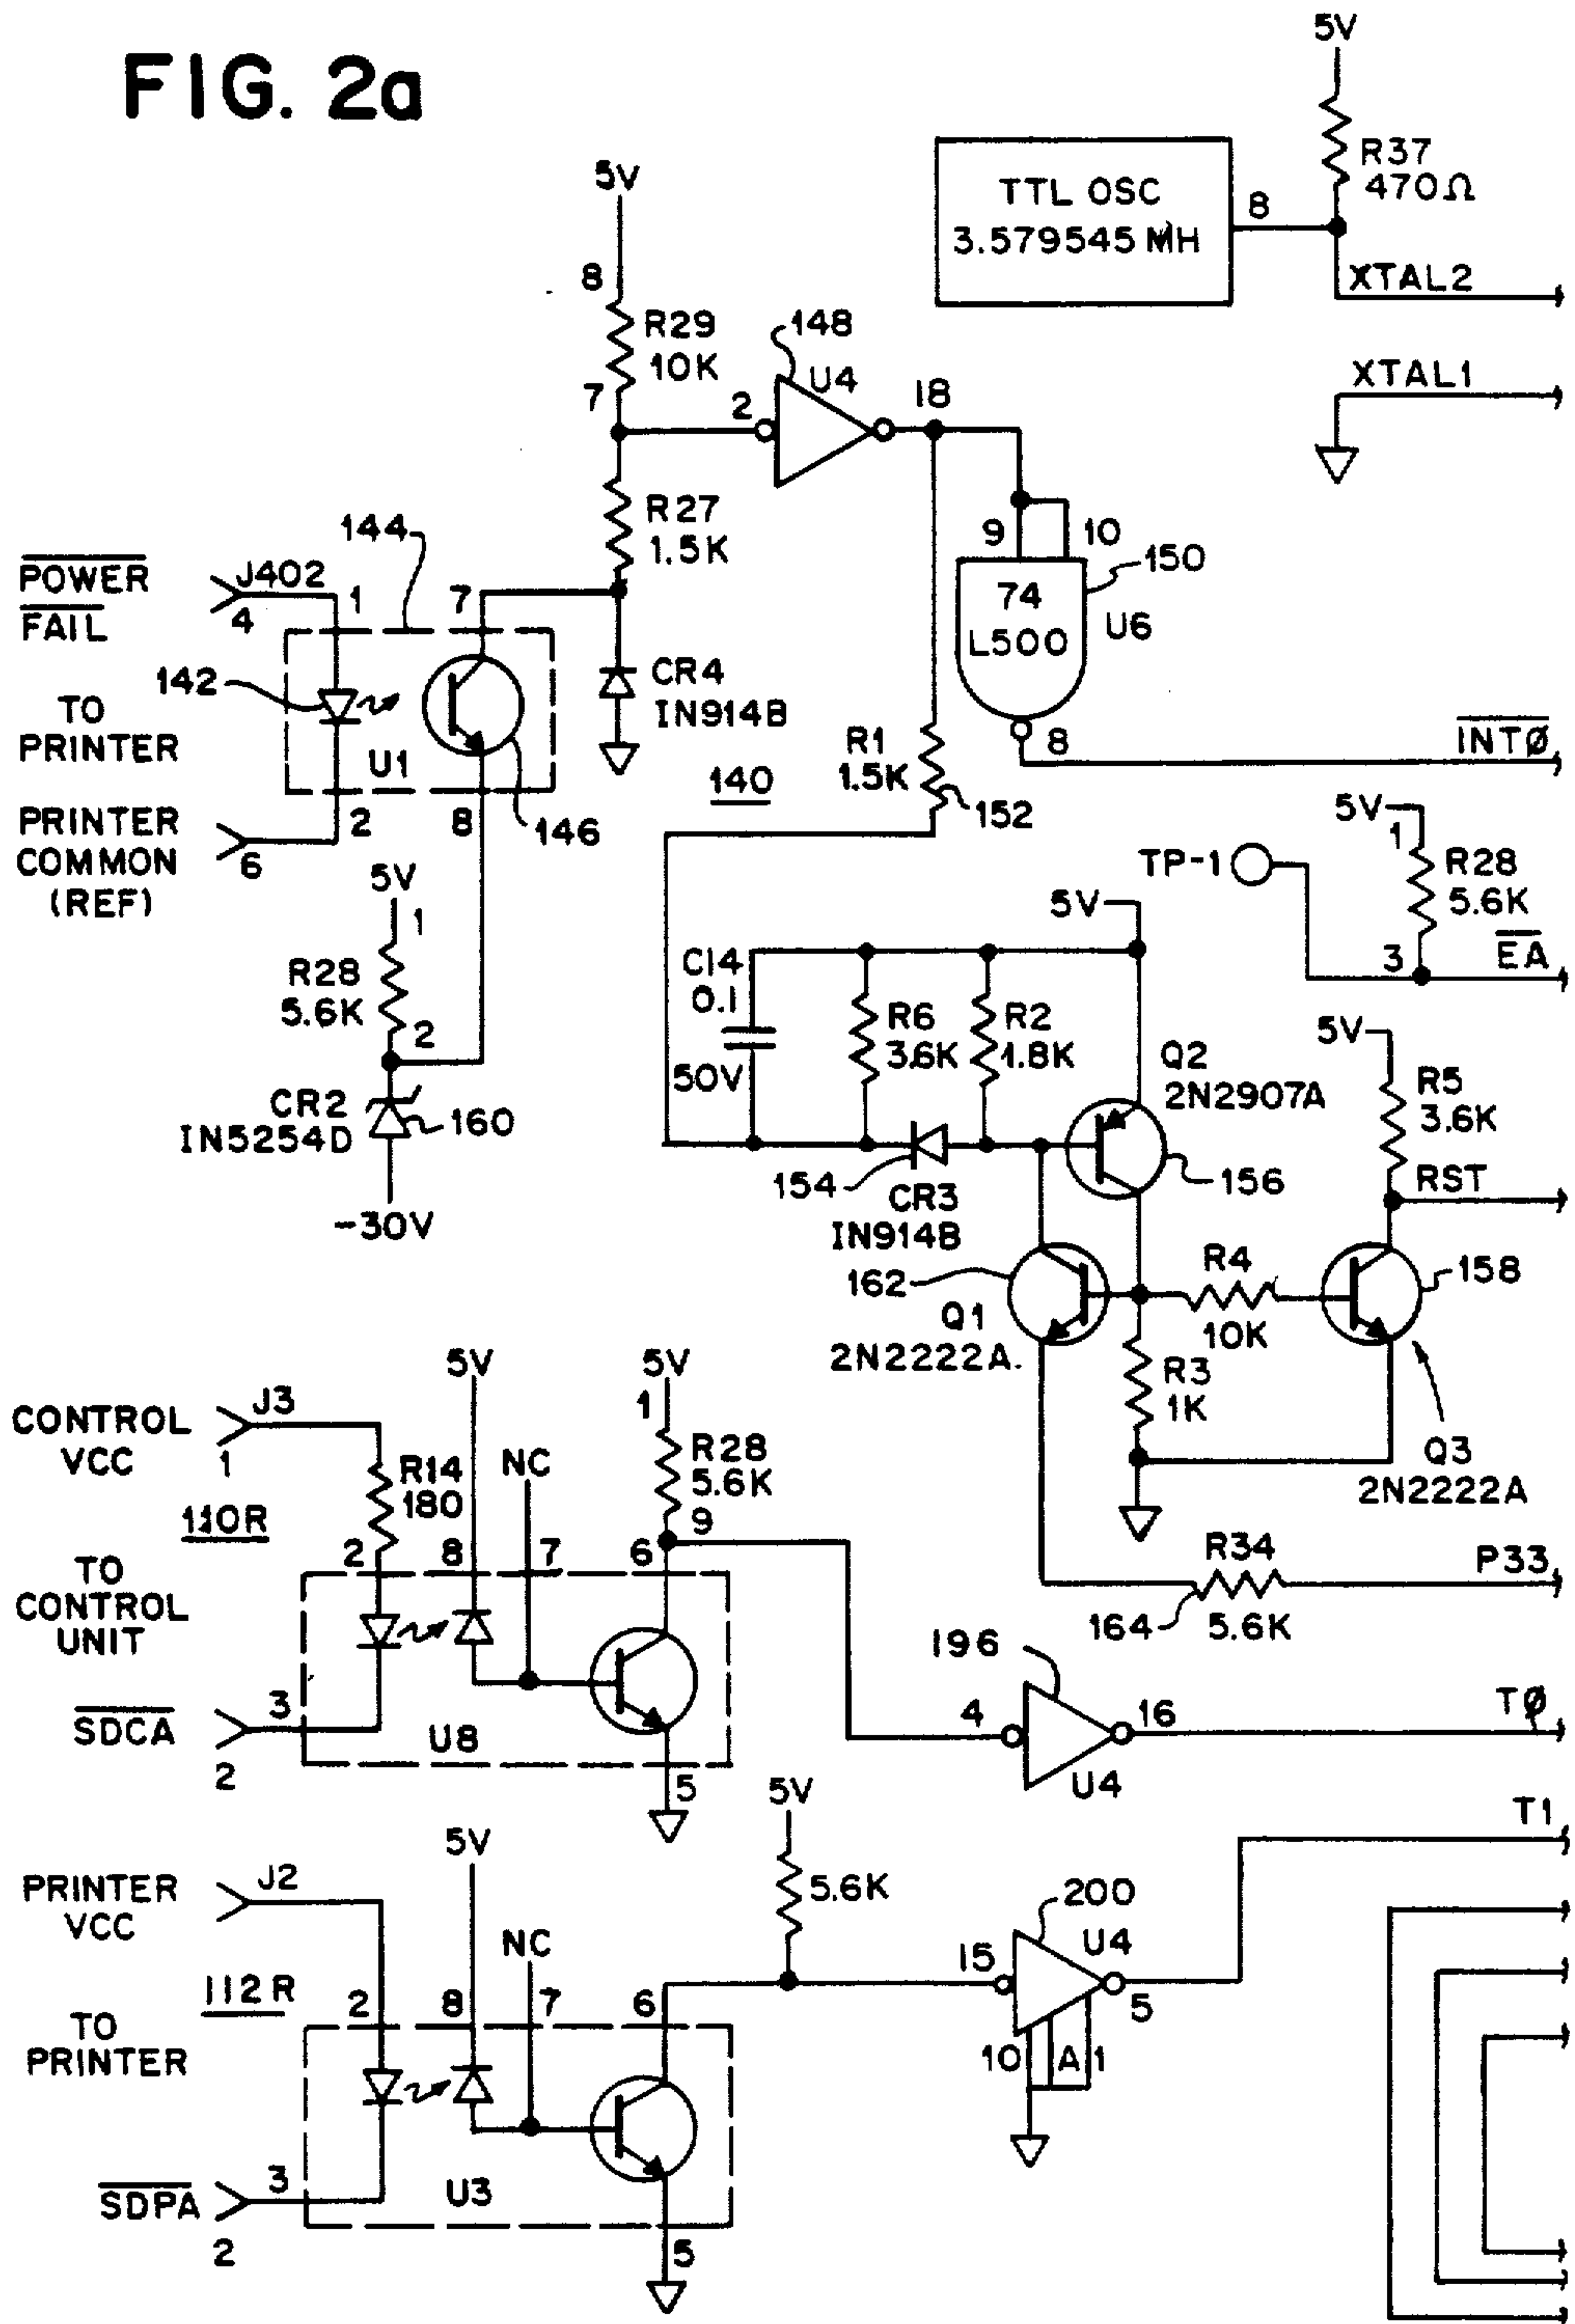 FIG. 2a
5V
R37
470Ω
TTL OSC
3.579545 MH
8
XTAL2
XTAL1
5V
8
R29
10K
7
2
148
U4
18
R27
1.5K
9
10
74
L500
150
U6
8
INTØ
144
POWER
FAIL
J402
4
1
7
142
TO
PRINTER
U1
CR4
IN914B
PRINTER
COMMON
(REF)
6
2
8
146
140
R1
1.5K
152
5V
1
R28
5.6K
2
CR2
IN5254D
160
-30V
TP-1
5V
1
R28
5.6K
3
EA
5V
C14
0.1
50V
R6
3.6K
R2
1.8K
Q2
2N2907A
154
CR3
IN914B
156
5V
R5
3.6K
RST
162
Q1
2N2222A.
R4
10K
158
R3
1K
Q3
2N2222A
R34
164
5.6K
P33
CONTROL
VCC
J3
1
110R
R14
180
5V
NC
5V
1
R28
5.6K
9
2
8
7
6
TO
CONTROL
UNIT
SDCA
3
2
U8
5
196
4
16
U4
TØ
PRINTER
VCC
J2
112R
5V
NC
5V
5.6K
2
8
7
6
TO
PRINTER
SDPA
3
2
U3
5
200
15
U4
5
10
A
1
T1